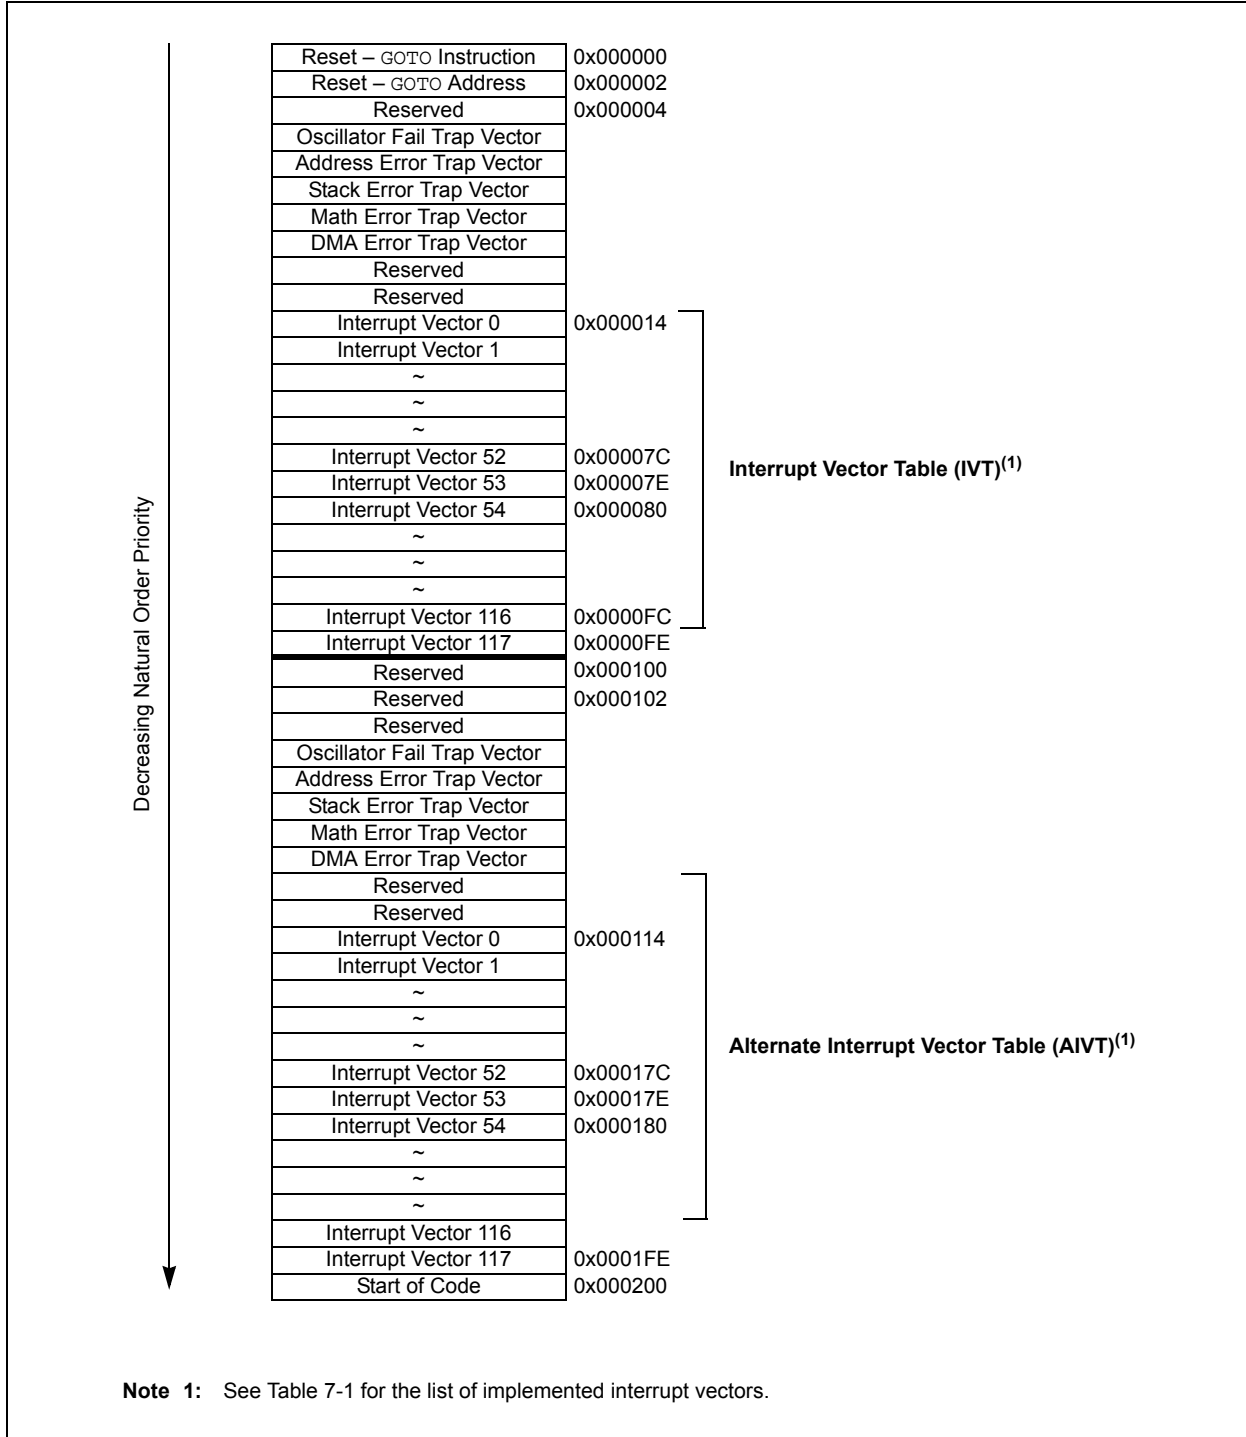 Reset – GOTO Instruction 0x000000
Reset – GOTO Address 0x000002
Reserved 0x000004
Oscillator Fail Trap Vector
Address Error Trap Vector
Stack Error Trap Vector
Math Error Trap Vector
DMA Error Trap Vector
Reserved
Reserved
Interrupt Vector 0 0x000014
Interrupt Vector 1
~
~
~
Interrupt Vector 52 0x00007C
Interrupt Vector Table (IVT)(1)
Interrupt Vector 53 0x00007E
Interrupt Vector 54 0x000080
~
~
~
Interrupt Vector 116 0x0000FC
Interrupt Vector 117 0x0000FE
Decreasing Natural Order Priority
Reserved 0x000100
Reserved 0x000102
Reserved
Oscillator Fail Trap Vector
Address Error Trap Vector
Stack Error Trap Vector
Math Error Trap Vector
DMA Error Trap Vector
Reserved
Reserved
Interrupt Vector 0 0x000114
Interrupt Vector 1
~
~
~
Alternate Interrupt Vector Table (AIVT)(1)
Interrupt Vector 52 0x00017C
Interrupt Vector 53 0x00017E
Interrupt Vector 54 0x000180
~
~
~
Interrupt Vector 116
Interrupt Vector 117 0x0001FE
Start of Code 0x000200
Note 1: See Table 7-1 for the list of implemented interrupt vectors.